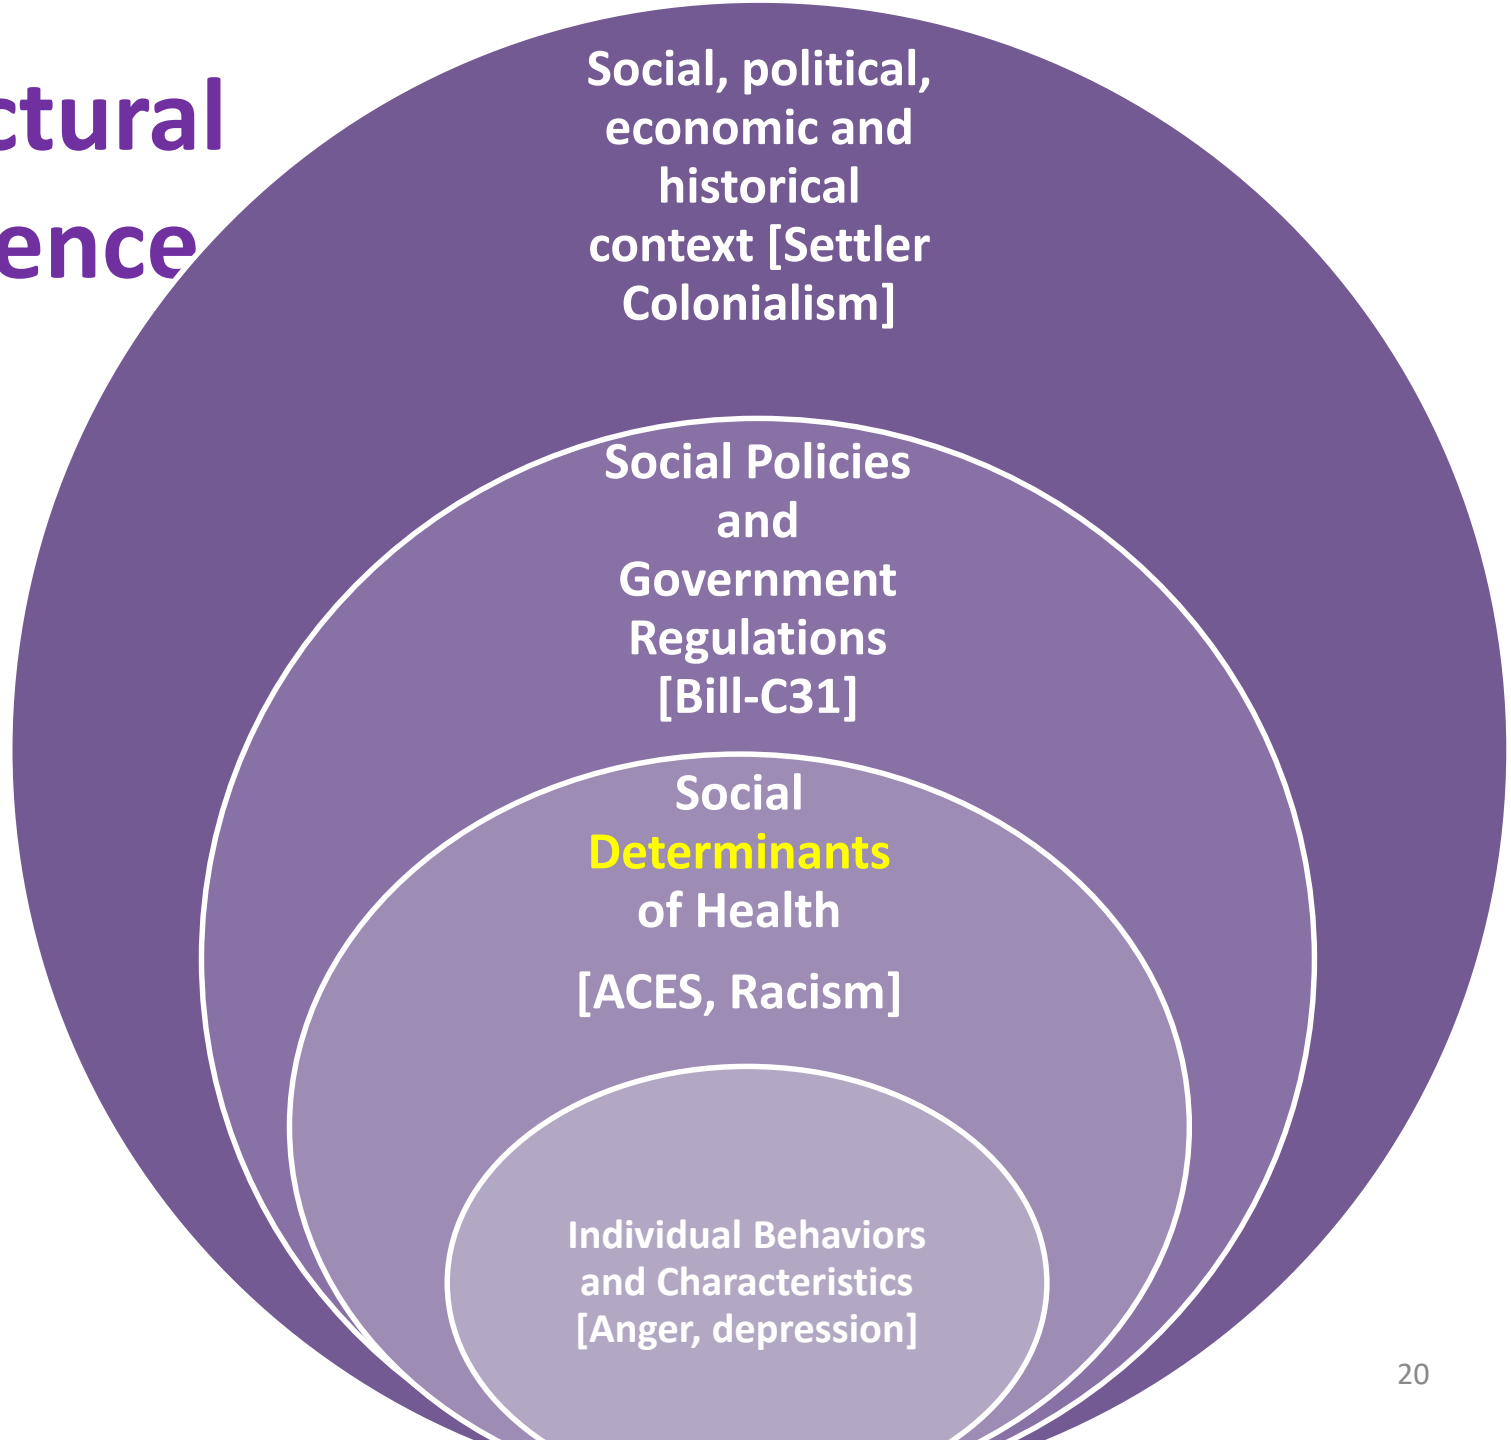 ctural
ence
Social, political,
economic and
historical
context [Settler
Colonialism]
Social Policies
and
Government
Regulations
[Bill-C31]
Social
Determinants
of Health
[ACES, Racism]
Individual Behaviors
and Characteristics
[Anger, depression]
20